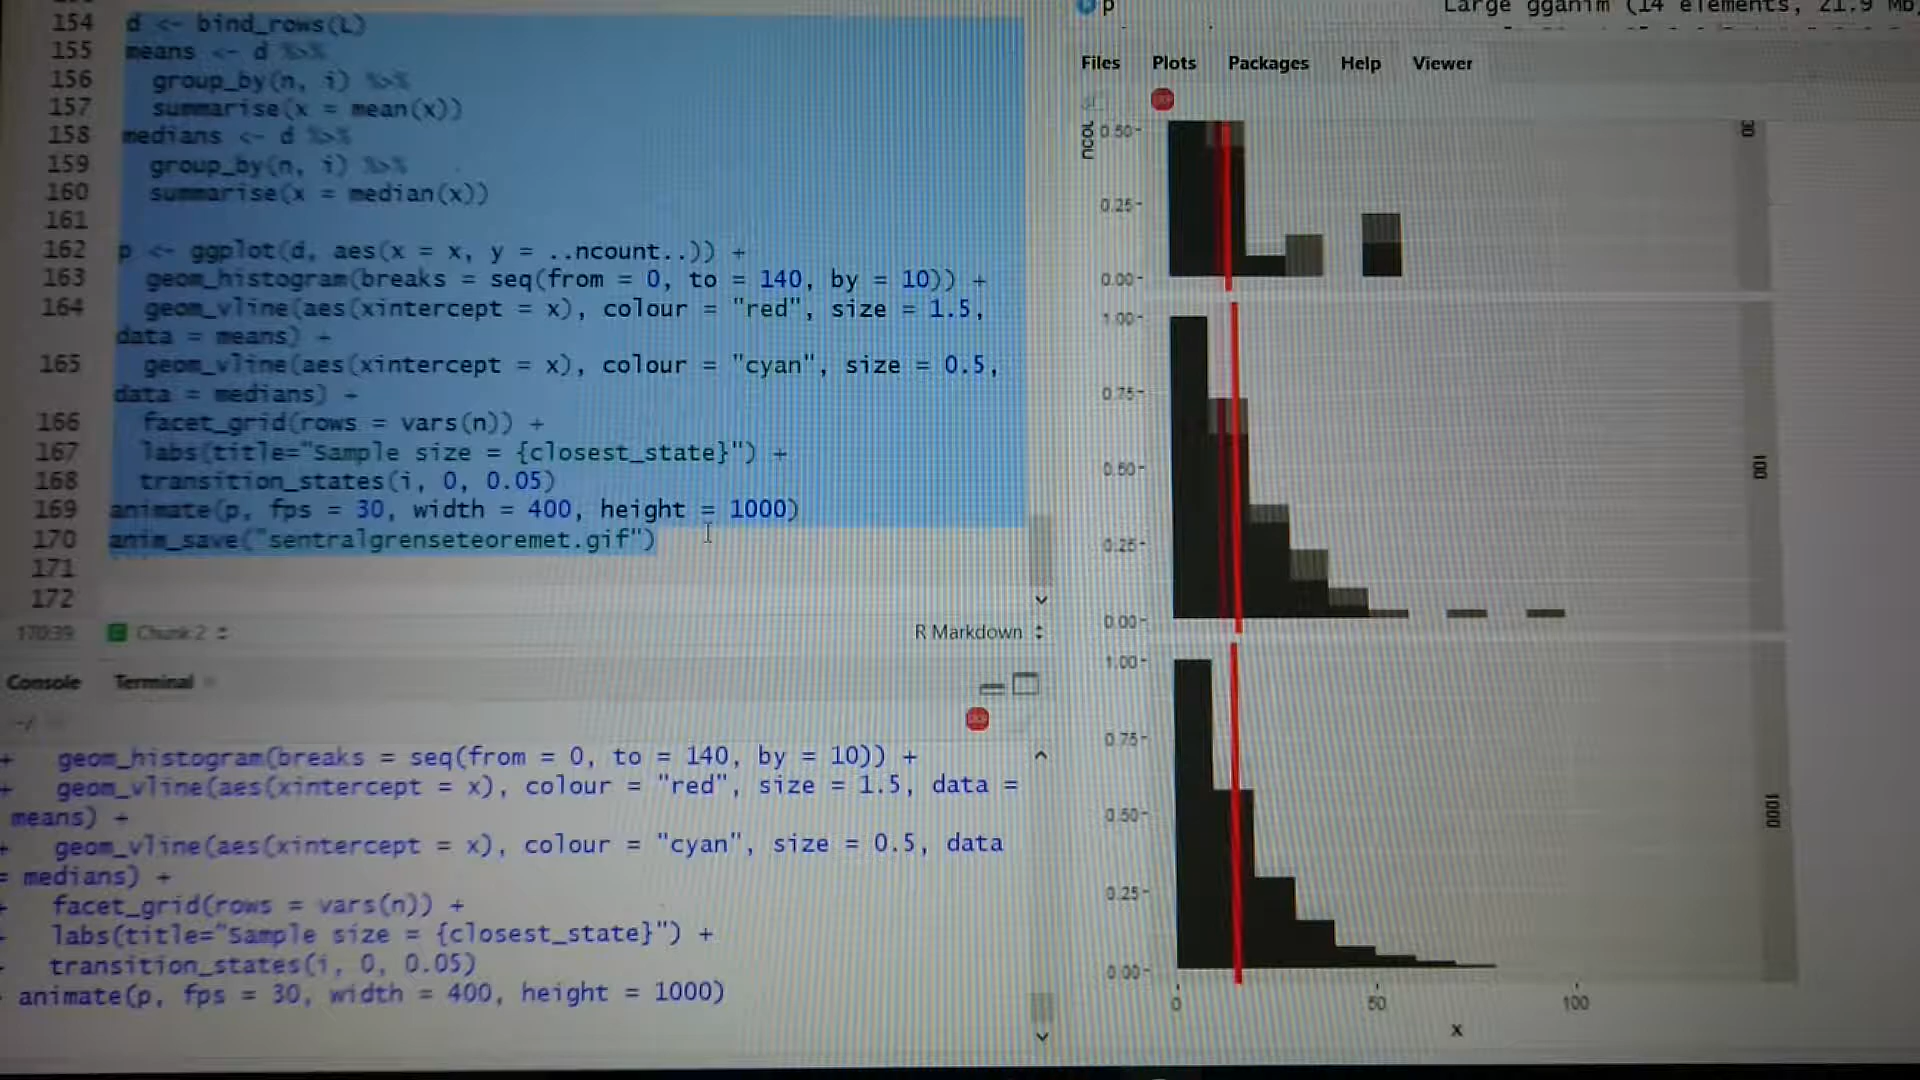 154 d <- bind_rows(L)
155 means <- d %>%
156 group_by(n, i) %>%
157 summarise(x = mean(x))
158 medians <- d %>%
159 group_by(n, i) %>%
160 summarise(x = median(x))
161
162 p <- ggplot(d, aes(x = x, y = ..ncount..)) +
163 geom_histogram(breaks = seq(from = 0, to = 140, by = 10)) +
164 geom_vline(aes(xintercept = x), colour = "red", size = 1.5,
data = means) +
165 geom_vline(aes(xintercept = x), colour = "cyan", size = 0.5,
data = medians) +
166 facet_grid(rows = vars(n)) +
167 labs(title="Sample size = {closest_state}") +
168 transition_states(i, 0, 0.05)
169 animate(p, fps = 30, width = 400, height = 1000)
170 anim_save("sentralgrenseteoremet.gif")
171
172
170:39 Chunk 2 R Markdown
Console Terminal
~/
+ geom_histogram(breaks = seq(from = 0, to = 140, by = 10)) +
+ geom_vline(aes(xintercept = x), colour = "red", size = 1.5, data =
means) +
+ geom_vline(aes(xintercept = x), colour = "cyan", size = 0.5, data
= medians) +
+ facet_grid(rows = vars(n)) +
labs(title="Sample size = {closest_state}") +
transition_states(i, 0, 0.05)
animate(p, fps = 30, width = 400, height = 1000)
p Large gganim (14 elements, 21.9 Mb
Files Plots Packages Help Viewer
STOP
ncou
0.50
0.25
0.00
30
1.00
0.75
0.50
0.25
0.00
100
1.00
0.75
0.50
0.25
0.00
1000
0 50 100
x